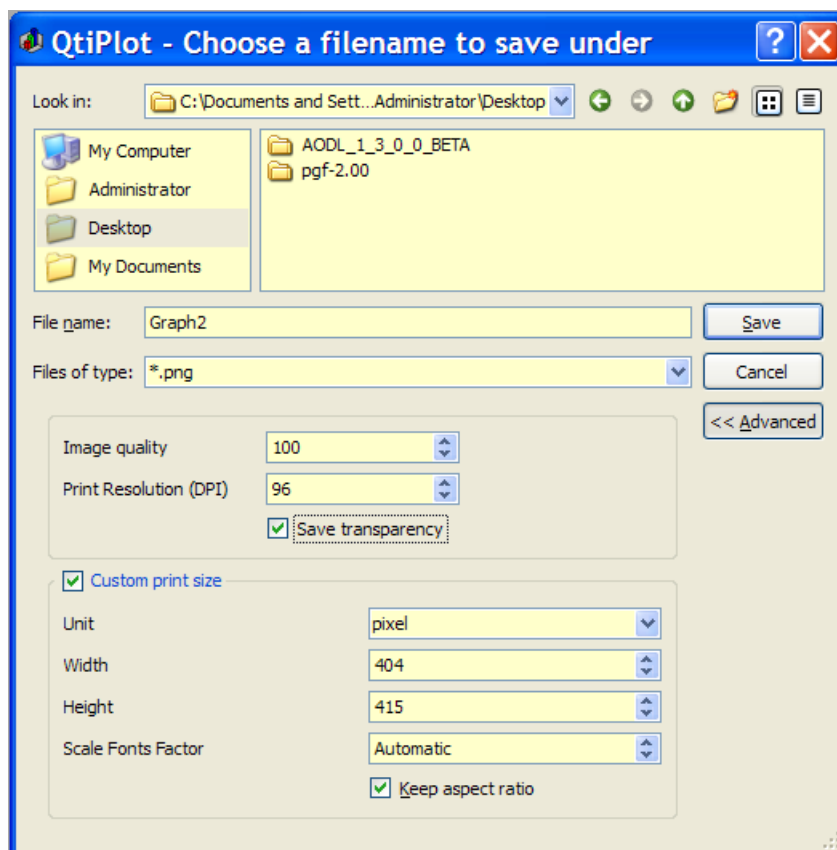 QtiPlot - Choose a filename to save under
Look in: C:\Documents and Sett...Administrator\Desktop
My Computer
Administrator
Desktop
My Documents
AODL_1_3_0_0_BETA
pgf-2.00
File name: Graph2 Save
Files of type: *.png Cancel
<< Advanced
Image quality 100
Print Resolution (DPI) 96
Save transparency
Custom print size
Unit pixel
Width 404
Height 415
Scale Fonts Factor Automatic
Keep aspect ratio